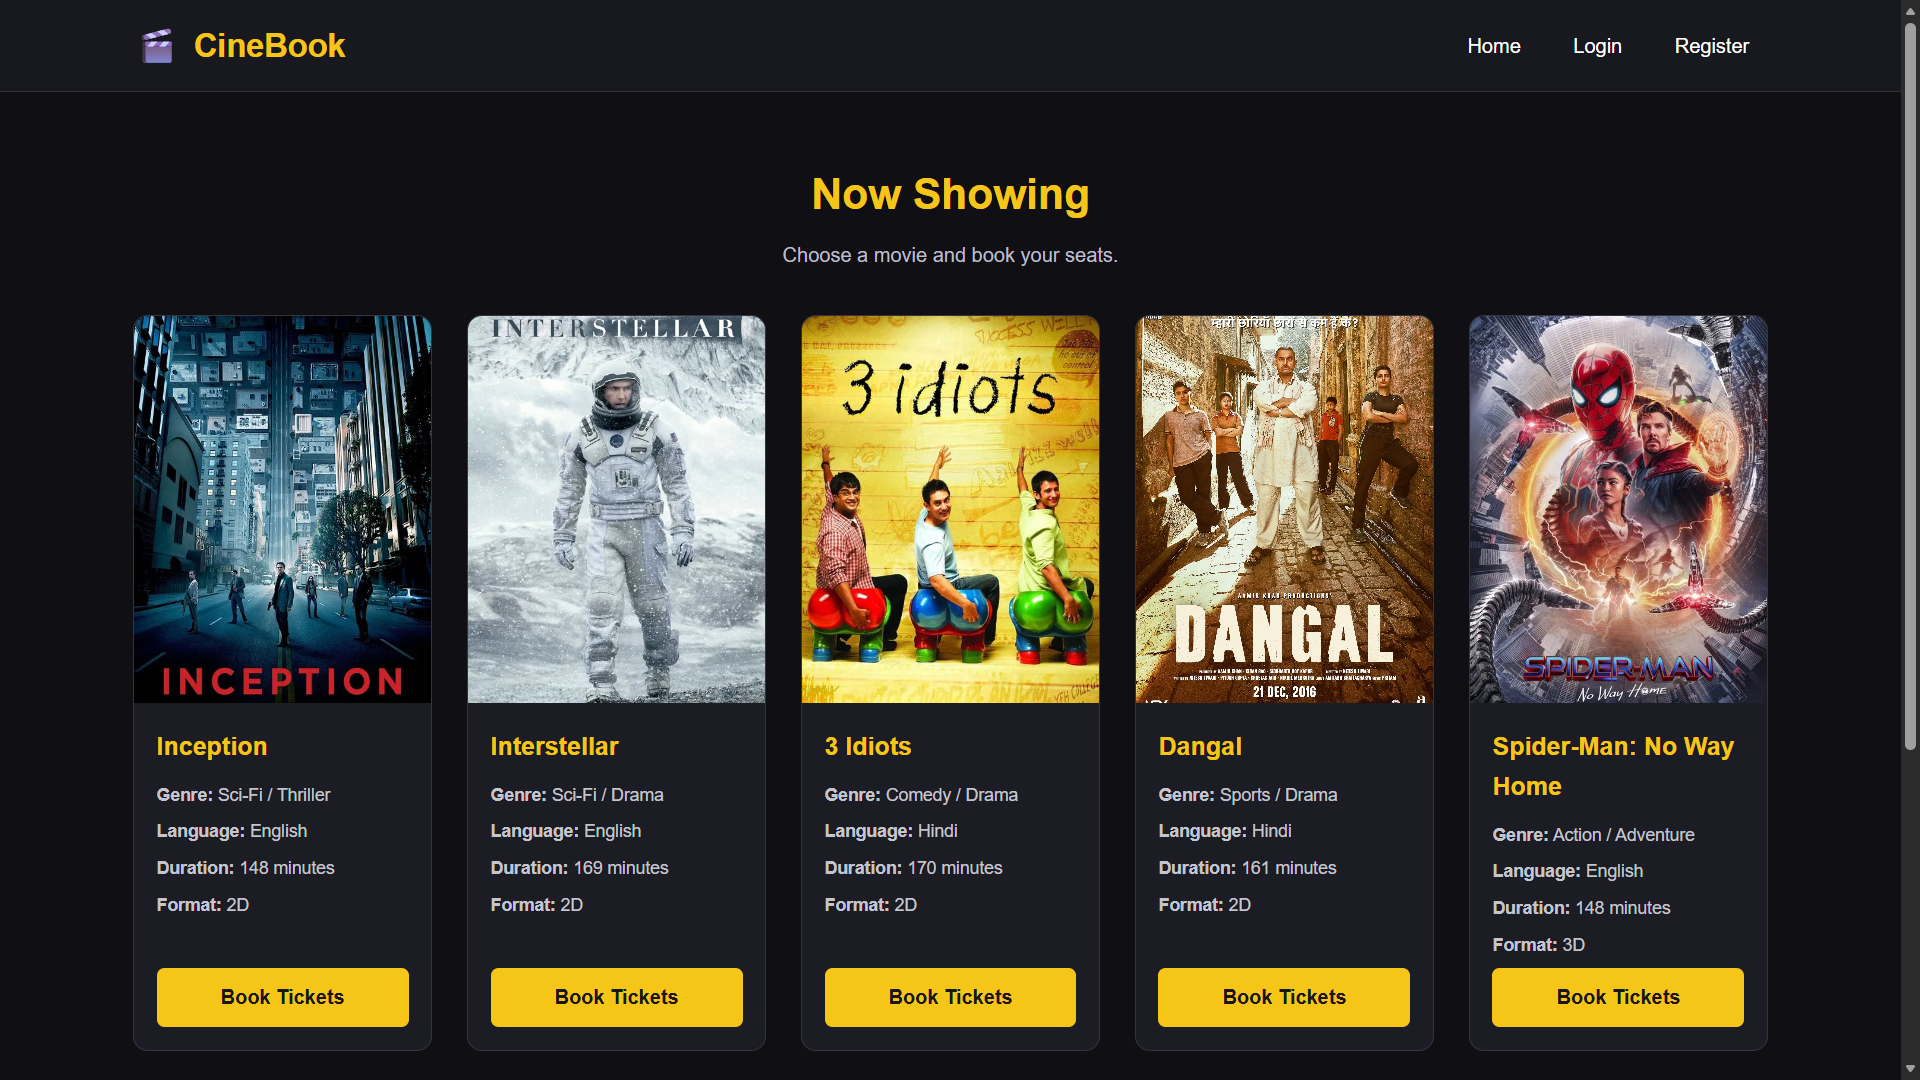 CineBook
Home
Login
Register
Now Showing
Choose a movie and book your seats.
INCEPTION
INTERSTELLAR
3 idiots
म्हारी छोरियाँ छोरों से कम हैं के?
AAMIR KHAN PRODUCTIONS'
DANGAL
21 DEC, 2016
SPIDER-MAN
No Way Home
Inception
Genre: Sci-Fi / Thriller
Language: English
Duration: 148 minutes
Format: 2D
Book Tickets
Interstellar
Genre: Sci-Fi / Drama
Language: English
Duration: 169 minutes
Format: 2D
Book Tickets
3 Idiots
Genre: Comedy / Drama
Language: Hindi
Duration: 170 minutes
Format: 2D
Book Tickets
Dangal
Genre: Sports / Drama
Language: Hindi
Duration: 161 minutes
Format: 2D
Book Tickets
Spider-Man: No Way
Home
Genre: Action / Adventure
Language: English
Duration: 148 minutes
Format: 3D
Book Tickets